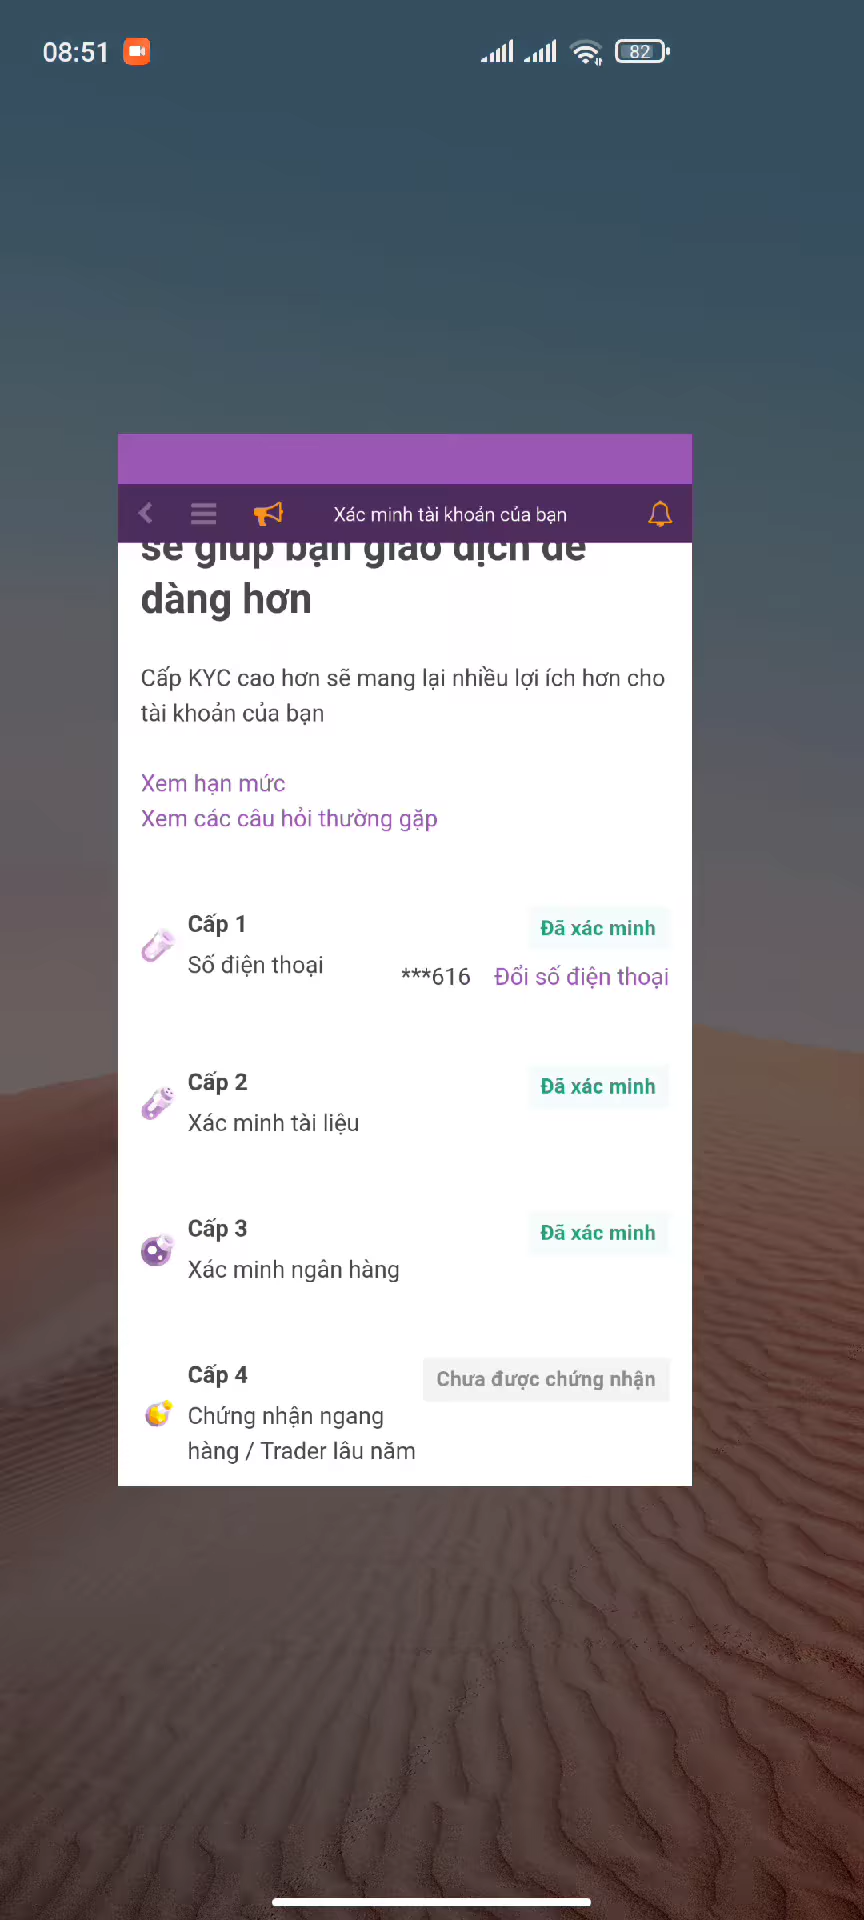 08:51
82
Xác minh tài khoản của bạn
sẽ giúp bạn giao dịch dễ
dàng hơn
Cấp KYC cao hơn sẽ mang lại nhiều lợi ích hơn cho
tài khoản của bạn
Xem hạn mức
Xem các câu hỏi thường gặp
Cấp 1
Đã xác minh
Số điện thoại
***616 Đổi số điện thoại
Cấp 2
Đã xác minh
Xác minh tài liệu
Cấp 3
Đã xác minh
Xác minh ngân hàng
Cấp 4
Chưa được chứng nhận
Chứng nhận ngang
hàng / Trader lâu năm